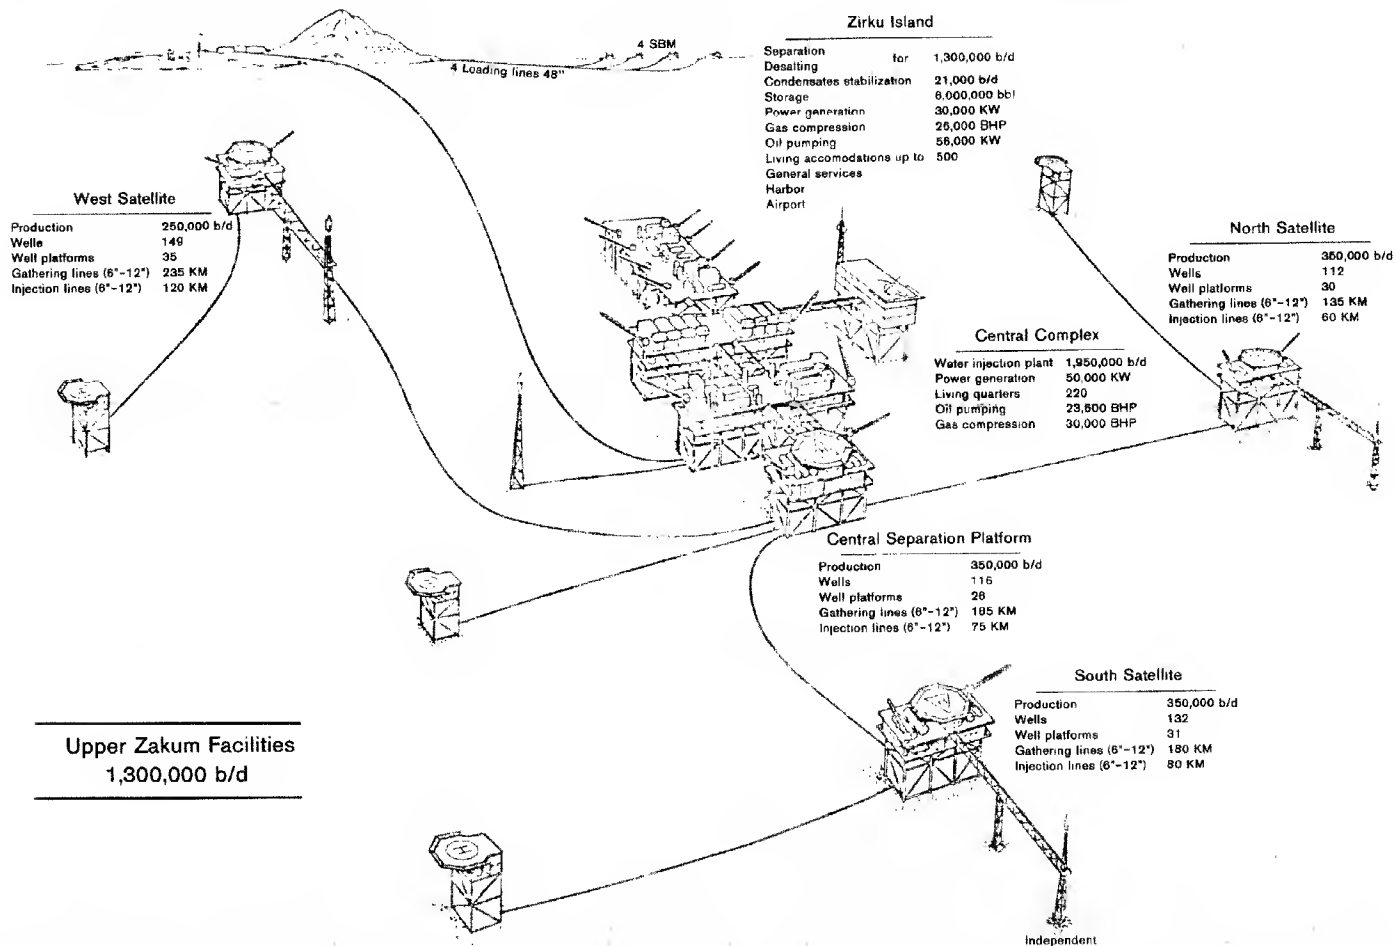 4 SBM
4 Loading lines 48"
Zirku Island
Separation
Desalting
for 1,300,000 b/d
Condensates stabilization 21,000 b/d
Storage 8,000,000 bbl
Power generation 30,000 KW
Gas compression 26,000 BHP
Oil pumping 56,000 KW
Living accomodations up to 500
General services
Harbor
Airport
West Satellite
Production 250,000 b/d
Wells 149
Well platforms 35
Gathering lines (6"-12") 235 KM
Injection lines (6"-12") 120 KM
North Satellite
Production 350,000 b/d
Wells 112
Well platforms 30
Gathering lines (6"-12") 135 KM
Injection lines (6"-12") 60 KM
Central Complex
Water injection plant 1,950,000 b/d
Power generation 50,000 KW
Living quarters 220
Oil pumping 23,600 BHP
Gas compression 30,000 BHP
Central Separation Platform
Production 350,000 b/d
Wells 116
Well platforms 26
Gathering lines (6"-12") 185 KM
Injection lines (6"-12") 75 KM
South Satellite
Production 350,000 b/d
Wells 132
Well platforms 31
Gathering lines (6"-12") 180 KM
Injection lines (6"-12") 80 KM
Upper Zakum Facilities
1,300,000 b/d
H
Independent